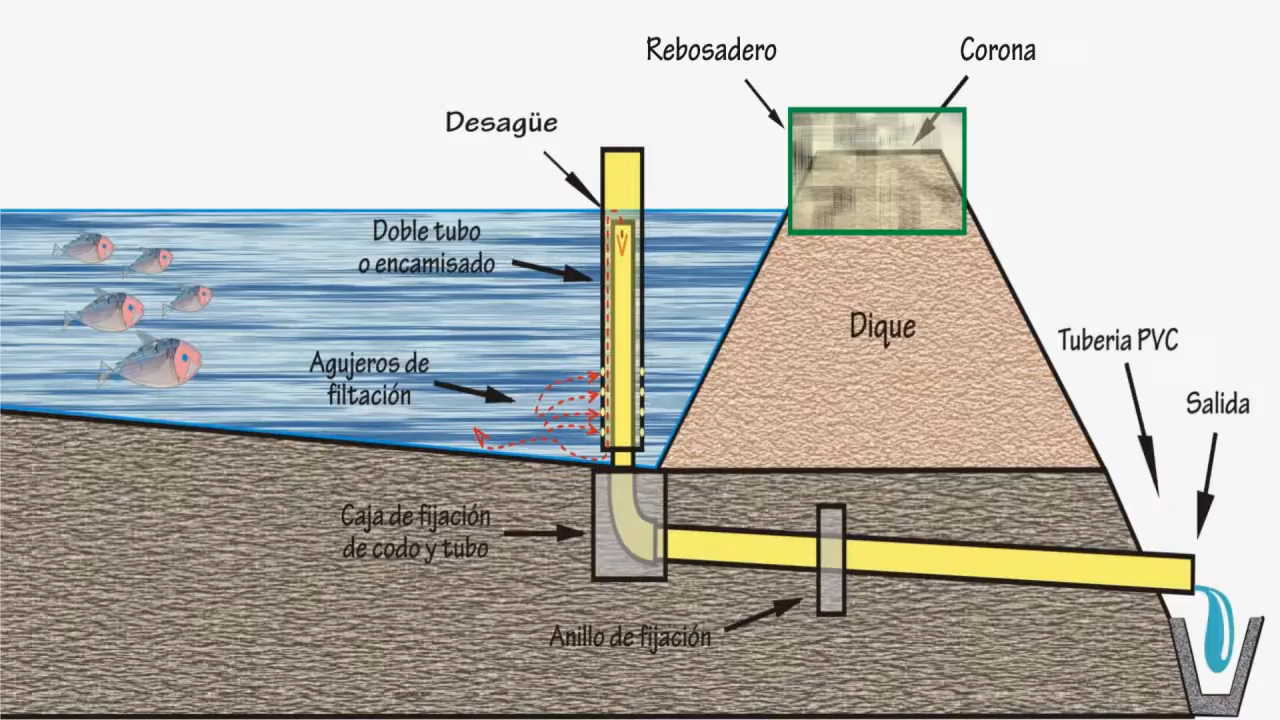 Rebosadero
Corona
Desagüe
Doble tubo
o encamisado
Agujeros de
filtación
Dique
Tuberia PVC
Salida
Caja de fijación
de codo y tubo
Anillo de fijación